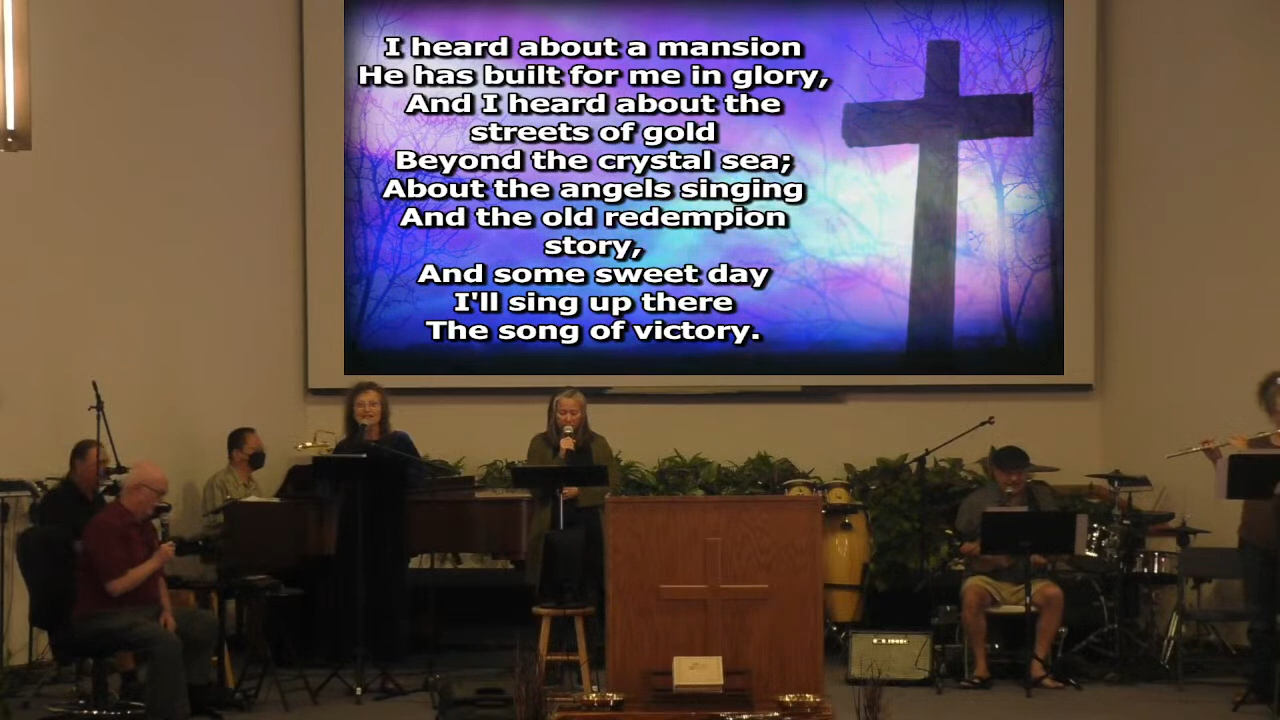 I heard about a mansion
He has built for me in glory,
And I heard about the
streets of gold
Beyond the crystal sea;
About the angels singing
And the old redempion
story,
And some sweet day
I'll sing up there
The song of victory.